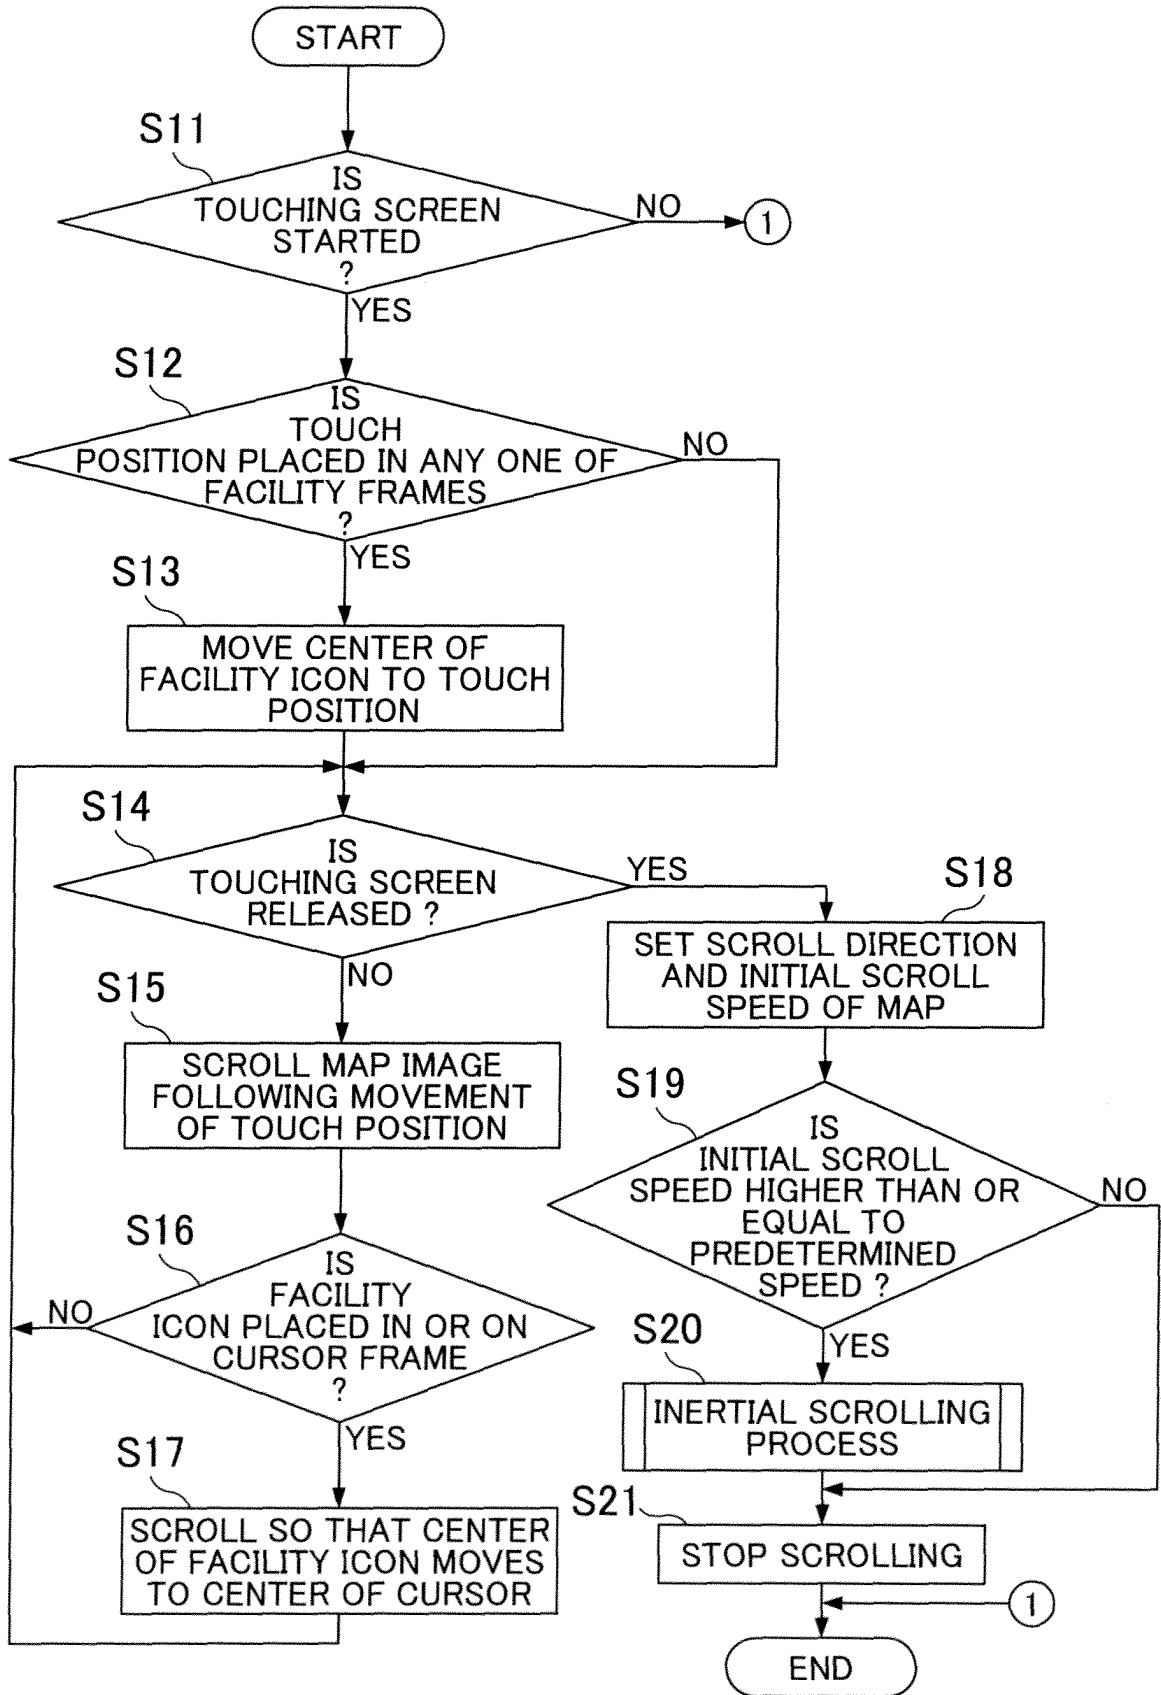 START
S11
IS
TOUCHING SCREEN
STARTED
?
NO
1
YES
S12
IS
TOUCH
POSITION PLACED IN ANY ONE OF
FACILITY FRAMES
?
NO
YES
S13
MOVE CENTER OF
FACILITY ICON TO TOUCH
POSITION
S14
IS
TOUCHING SCREEN
RELEASED ?
YES
NO
S15
SCROLL MAP IMAGE
FOLLOWING MOVEMENT
OF TOUCH POSITION
S16
IS
FACILITY
ICON PLACED IN OR ON
CURSOR FRAME
?
NO
YES
S17
SCROLL SO THAT CENTER
OF FACILITY ICON MOVES
TO CENTER OF CURSOR
S18
SET SCROLL DIRECTION
AND INITIAL SCROLL
SPEED OF MAP
S19
IS
INITIAL SCROLL
SPEED HIGHER THAN OR
EQUAL TO
PREDETERMINED
SPEED ?
NO
YES
S20
INERTIAL SCROLLING
PROCESS
S21
STOP SCROLLING
1
END